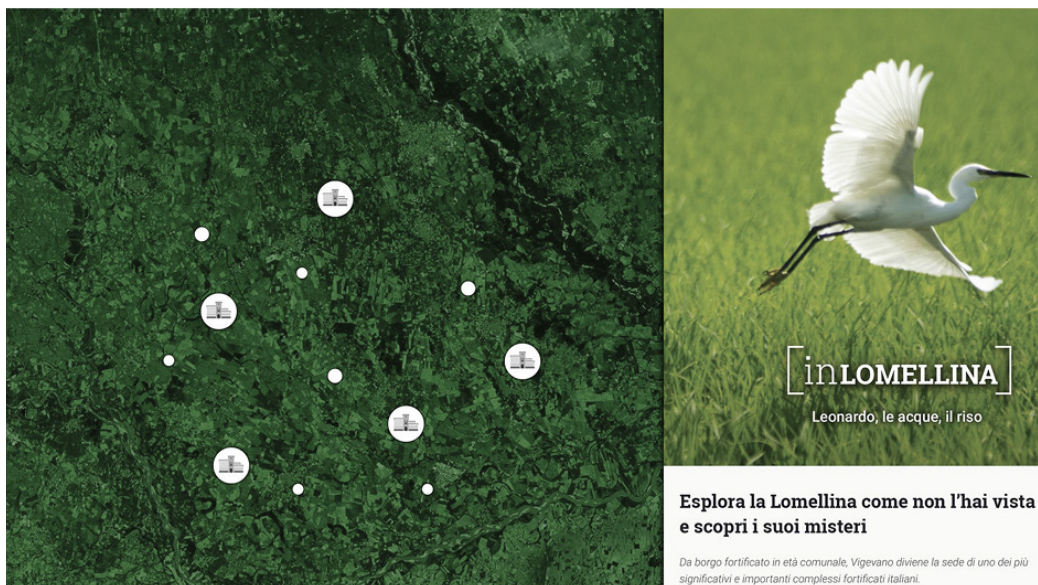 [inLOMELLINA]
Leonardo, le acque, il riso
Esplora la Lomellina come non l'hai vista
e scopri i suoi misteri
Da borgo fortificato in età comunale, Vigevano diviene la sede di uno dei più
significativi e importanti complessi fortificati italiani.